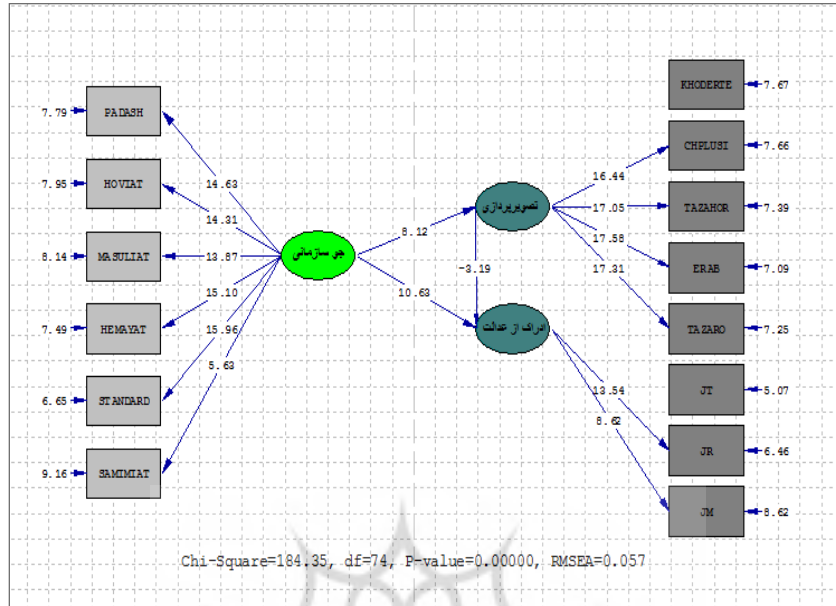 7.79 PADASH
7.95 HOVIAT
8.14 MASULIAT
7.49 HEMAYAT
6.65 STANDARD
9.16 SAMIMIAT
14.63
14.31
13.87
15.10
15.96
5.63
جو سازمانی
8.12
10.63
تصویرپردازی
-3.19
ادراک از عدالت
16.44
17.05
17.58
17.31
13.54
8.62
KHODERTE 7.67
CHPLUSI 7.66
TAZAHOR 7.39
ERAB 7.09
TAZARO 7.25
JT 5.07
JR 6.46
JM 8.62
Chi-Square=184.35, df=74, P-value=0.00000, RMSEA=0.057